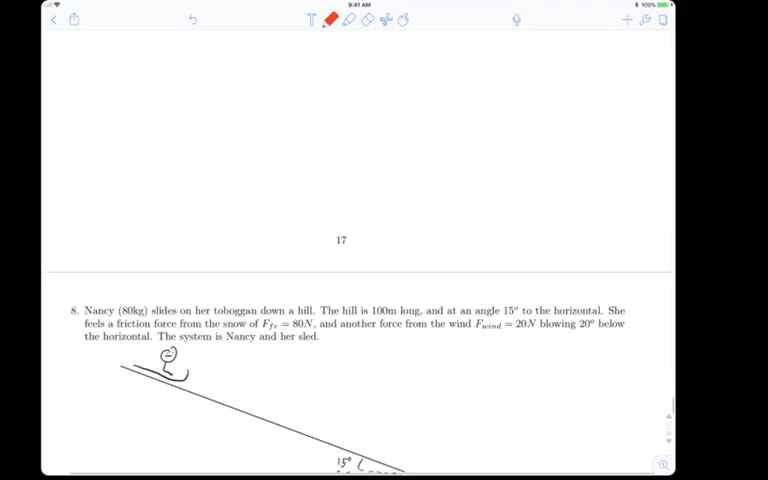 9:41 AM
100%
T
17
8. Nancy (80kg) slides on her toboggan down a hill. The hill is 100m long, and at an angle 15° to the horizontal. She
feels a friction force from the snow of F_fr = 80N, and another force from the wind F_wind = 20N blowing 20° below
the horizontal. The system is Nancy and her sled.
15°